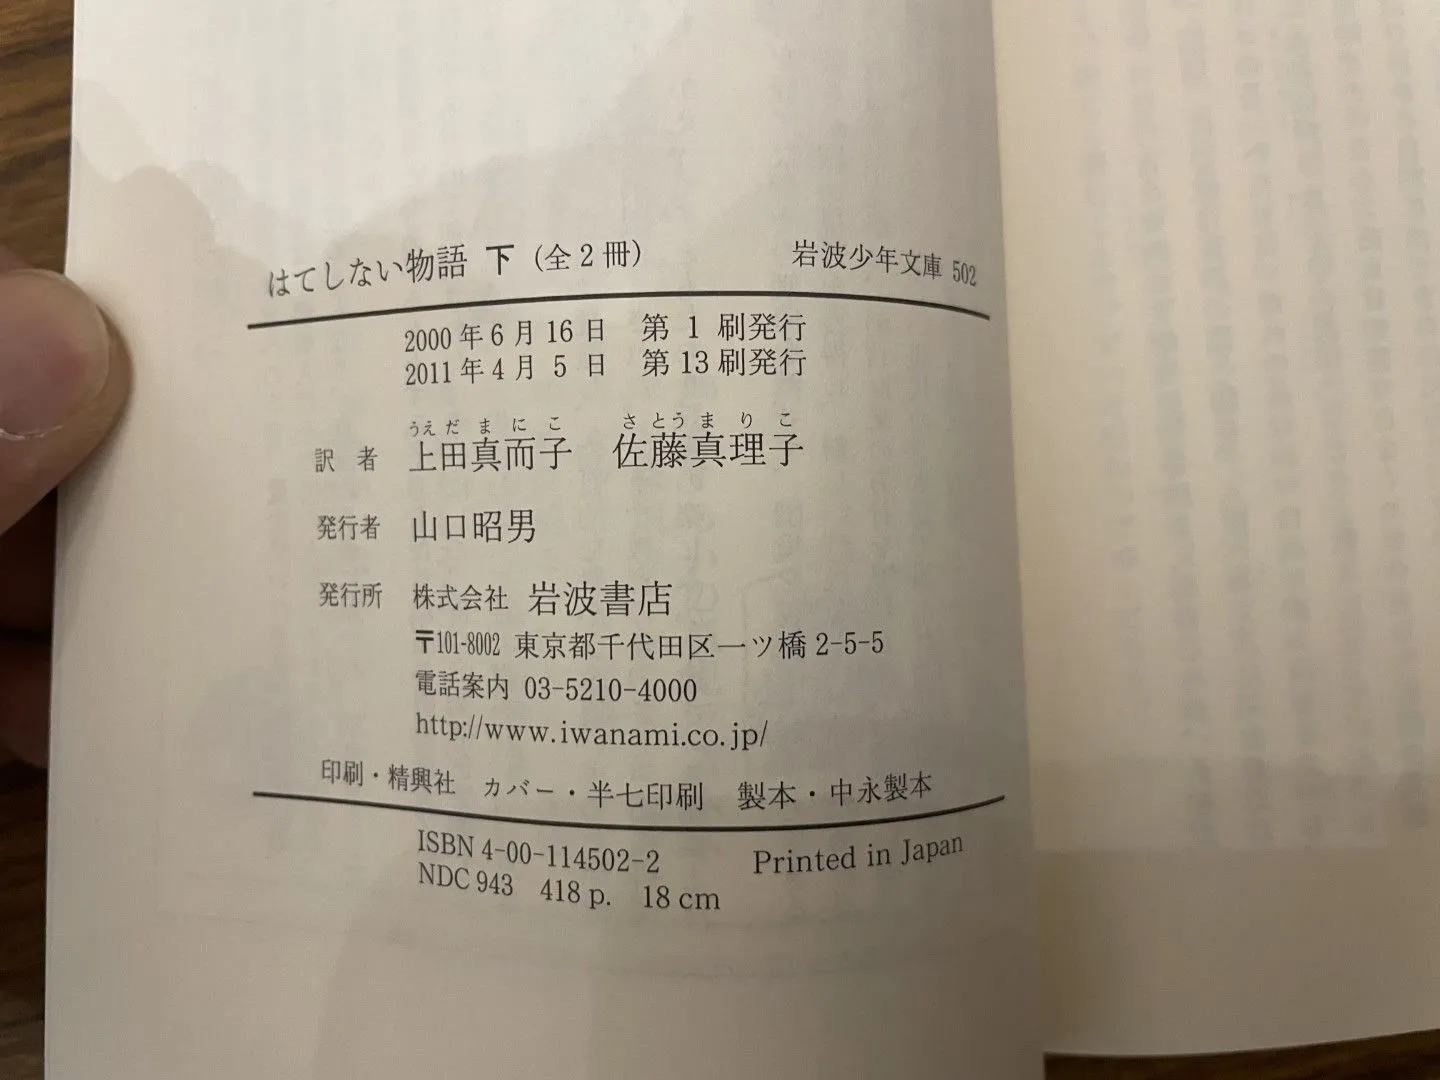 はてしない物語 下 (全2冊) 岩波少年文庫 502
2000年6月16日 第1刷発行
2011年4月5日 第13刷発行
うえだまにこ さとうまりこ
訳者 上田真而子 佐藤真理子
発行者 山口昭男
発行所 株式会社 岩波書店
〒101-8002 東京都千代田区一ツ橋2-5-5
電話案内 03-5210-4000
http://www.iwanami.co.jp/
印刷・精興社 カバー・半七印刷 製本・中永製本
ISBN 4-00-114502-2 Printed in Japan
NDC 943 418 p. 18 cm